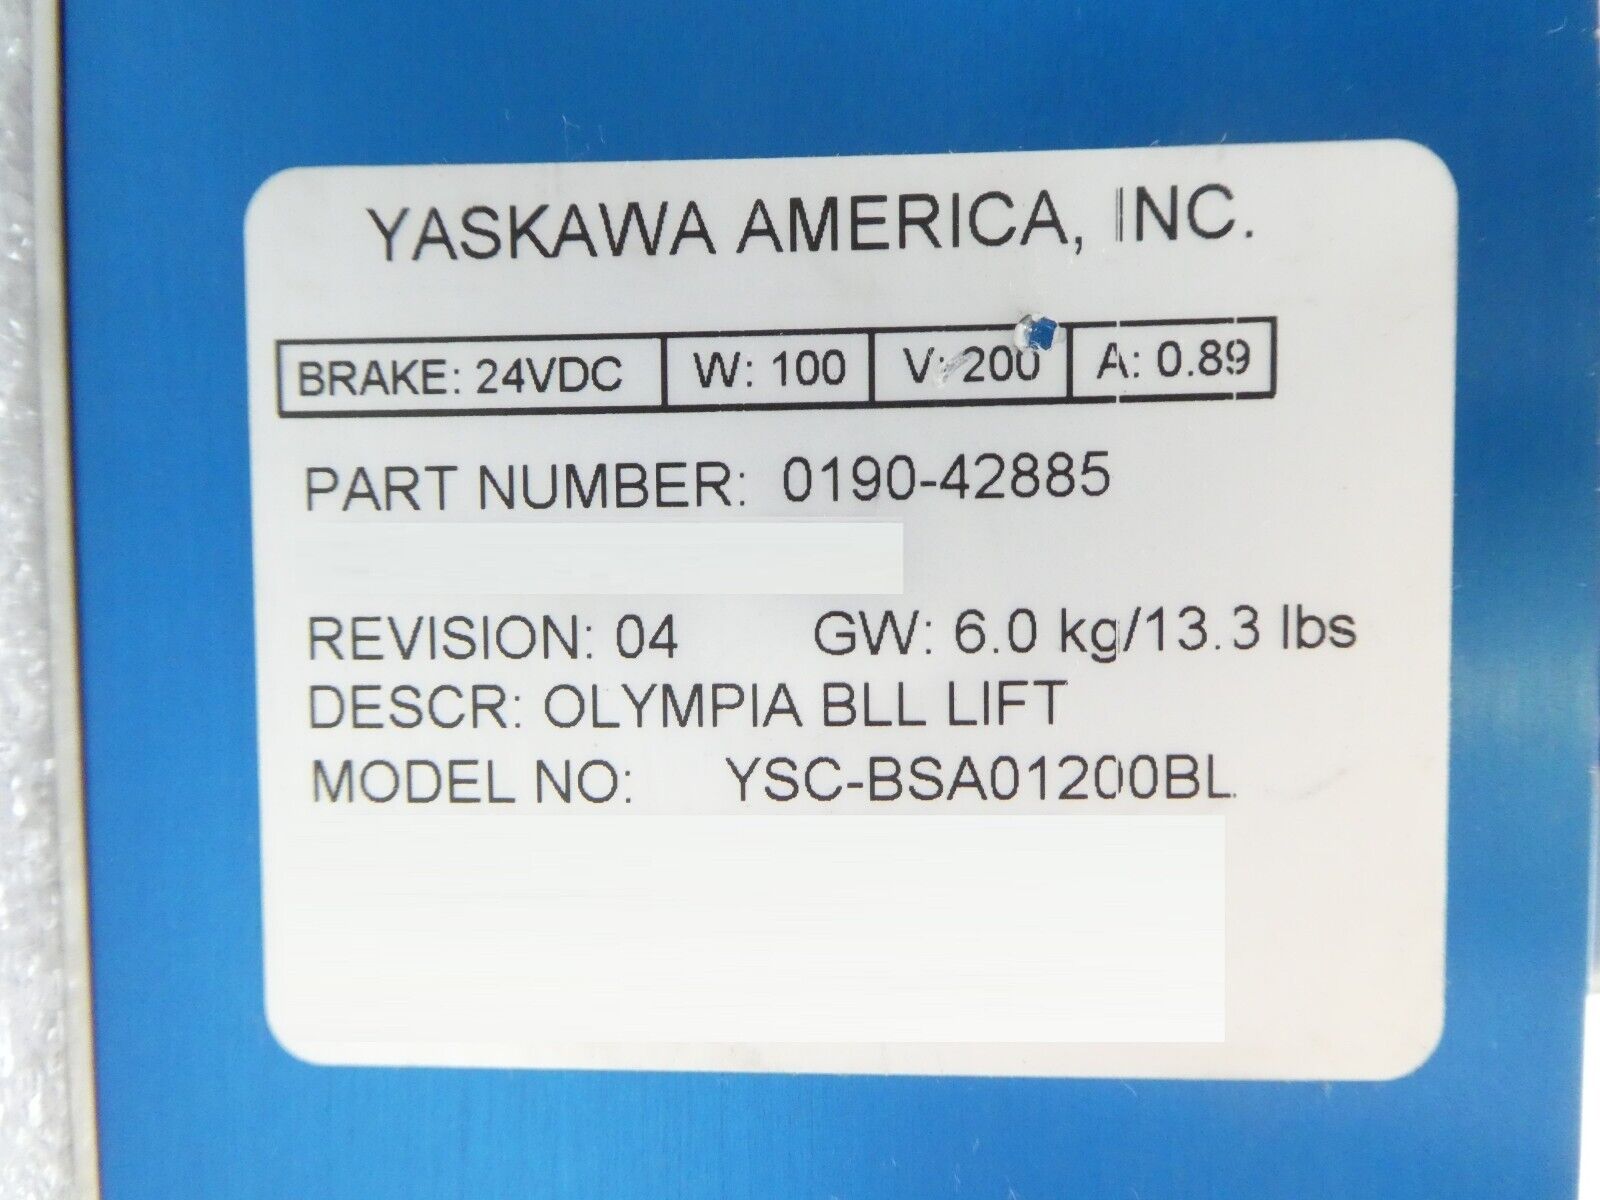 YASKAWA AMERICA, INC.
BRAKE: 24VDC W: 100 V: 200 A: 0.89
PART NUMBER: 0190-42885
REVISION: 04 GW: 6.0 kg/13.3 lbs
DESCR: OLYMPIA BLL LIFT
MODEL NO: YSC-BSA01200BL